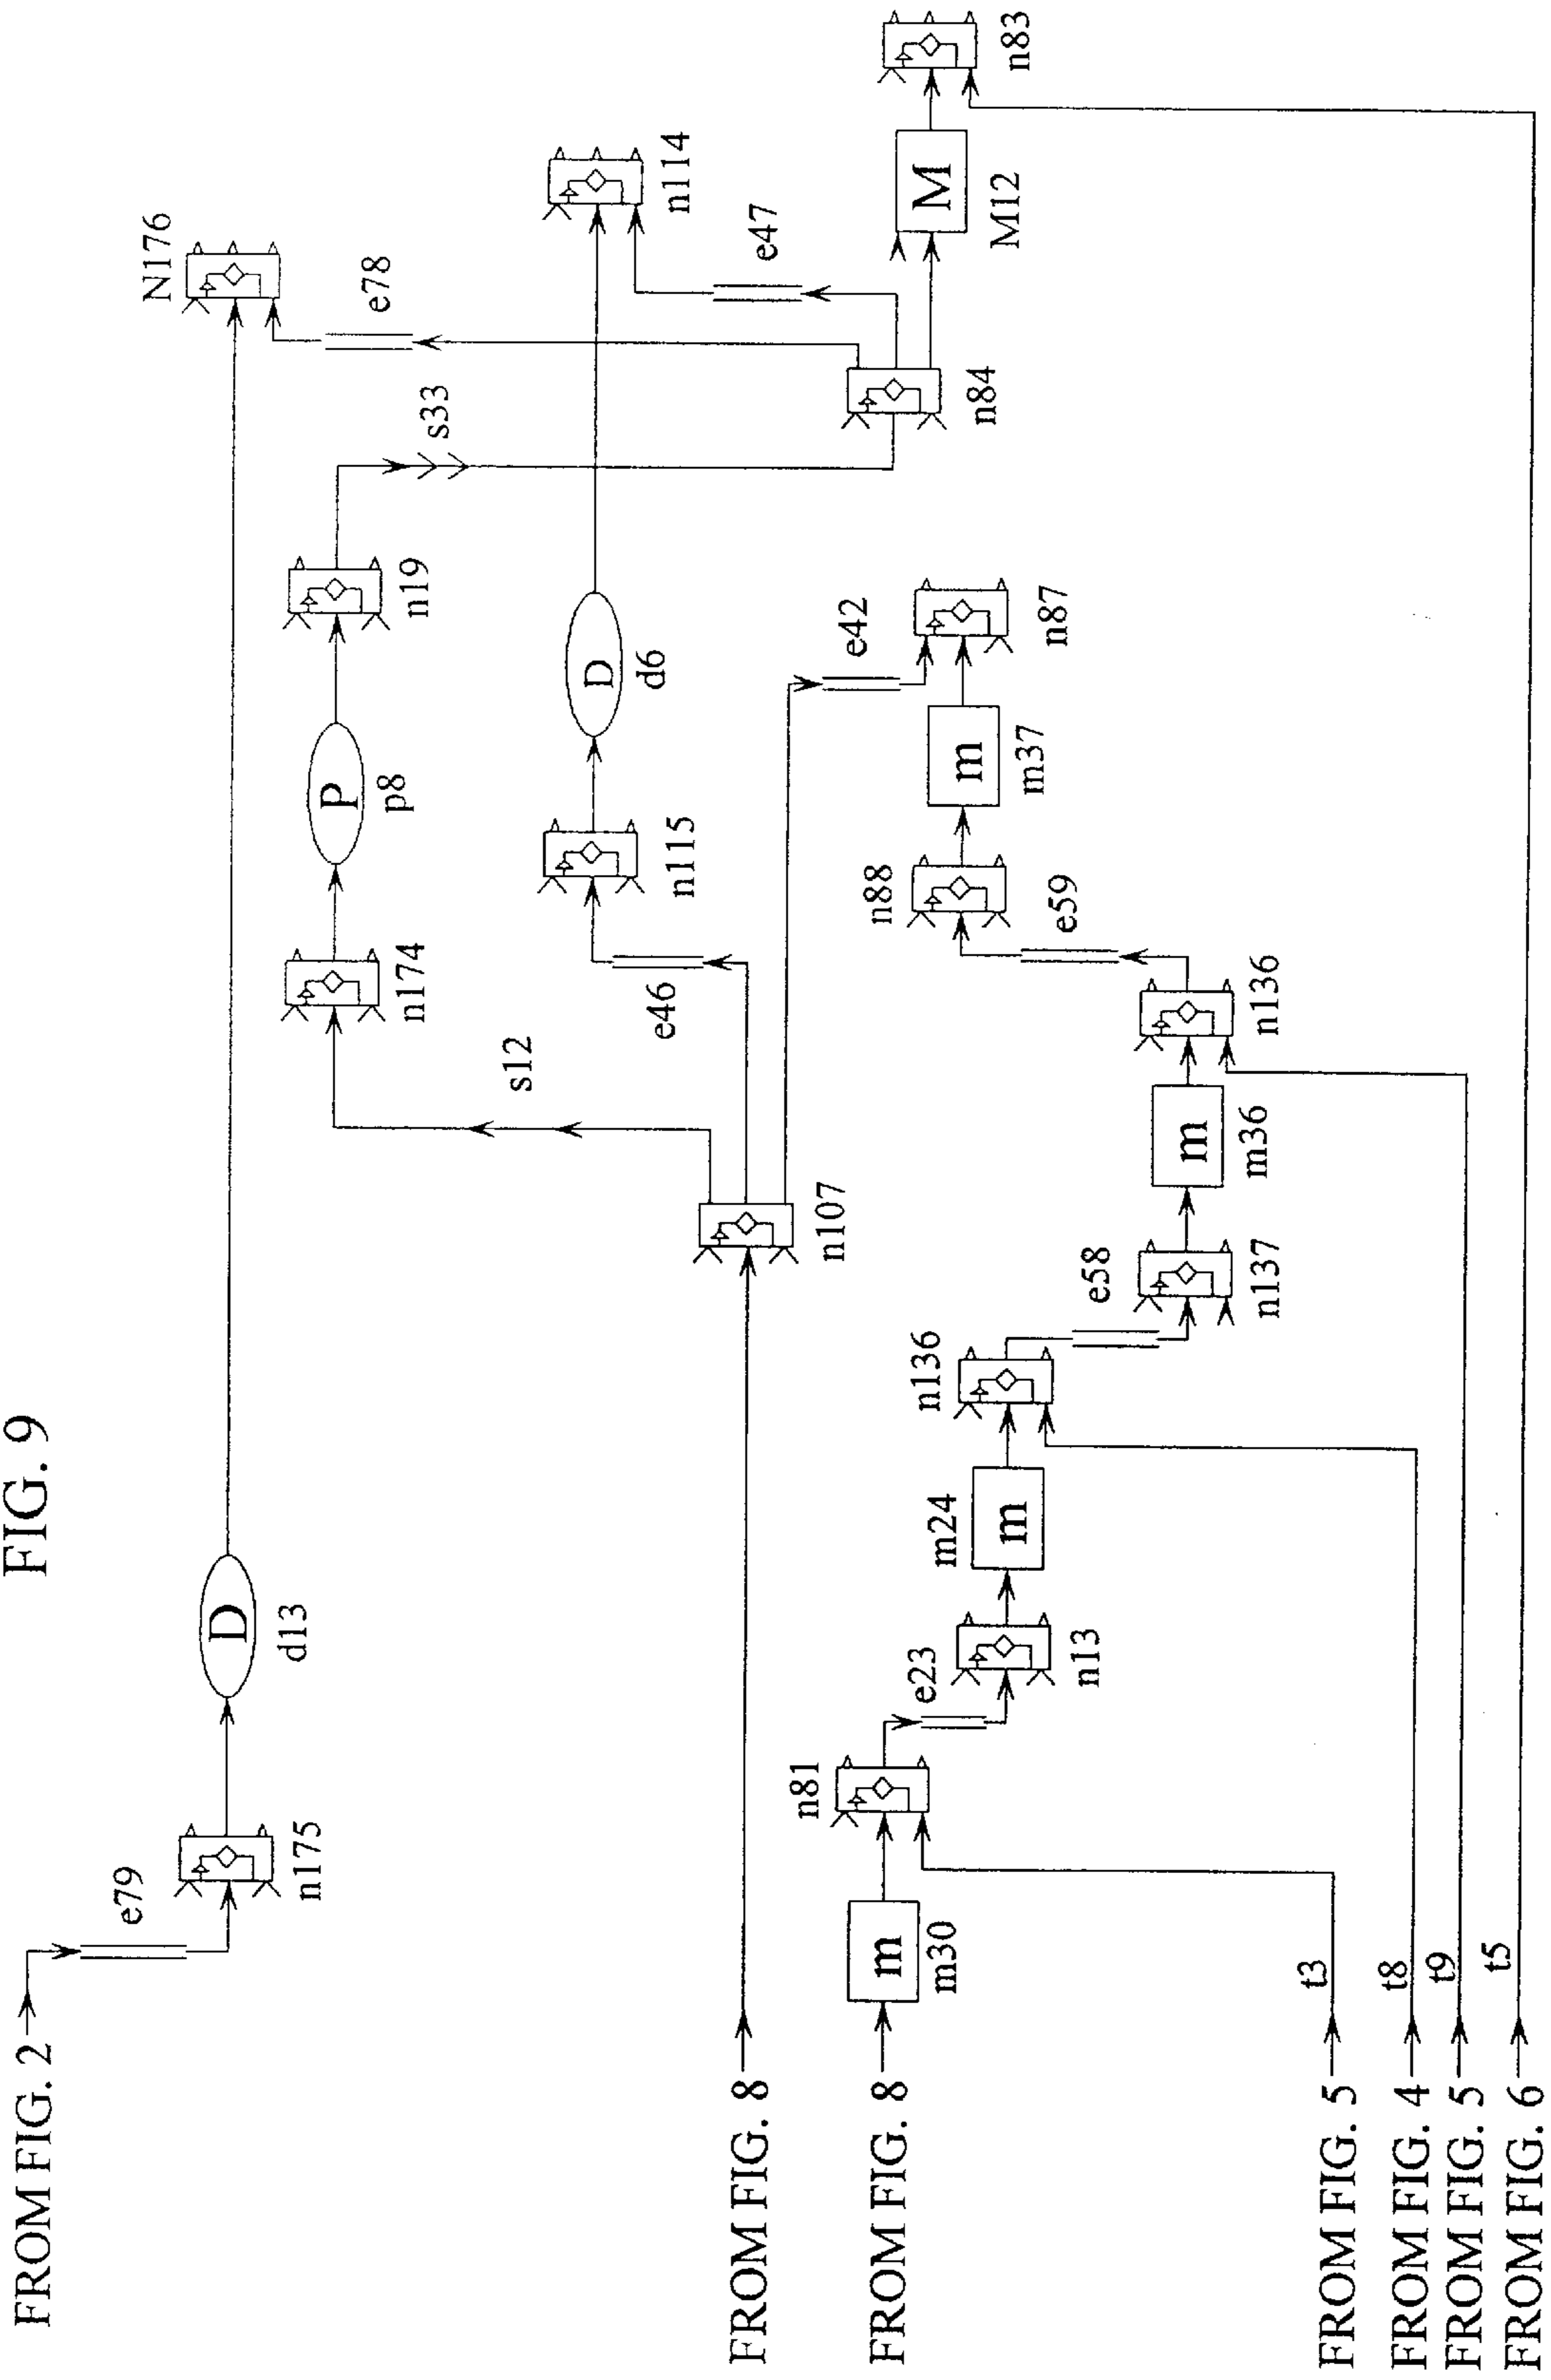 FIG. 9
FROM FIG. 2
e79
n175
D
d13
N176
e78
n174
P
p8
n19
s33
s12
e46
n115
D
d6
n114
e47
FROM FIG. 8
n107
e42
n84
M
M12
n83
FROM FIG. 8
m
m30
n81
e23
n13
m24
m
n136
e58
n137
m
m36
n136
e59
n88
m
m37
n87
FROM FIG. 5
t3
FROM FIG. 4
t8
FROM FIG. 5
t9
FROM FIG. 6
t5